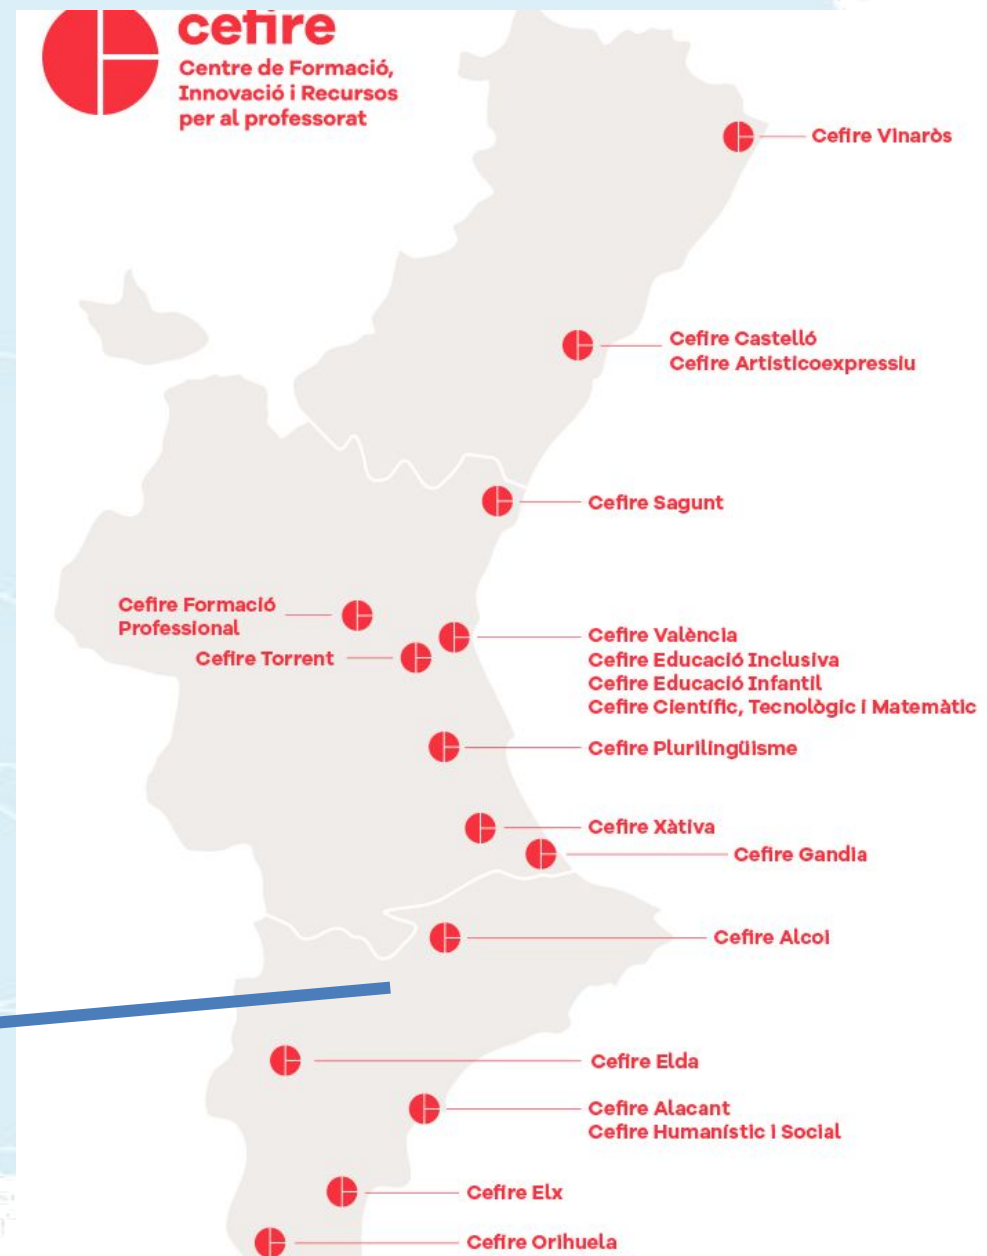 cefire
Centre de Formació,
Innovació i Recursos
per al professorat
Cefire Vinaròs
Cefire Castelló
Cefire Artisticoexpressiu
Cefire Sagunt
Cefire Formació
Professional
Cefire Torrent
Cefire València
Cefire Educació Inclusiva
Cefire Educació Infantil
Cefire Científic, Tecnològic i Matemàtic
Cefire Plurilingüisme
Cefire Xàtiva
Cefire Gandia
Cefire Alcoi
Cefire Elda
Cefire Alacant
Cefire Humanístic i Social
Cefire Elx
Cefire Orihuela